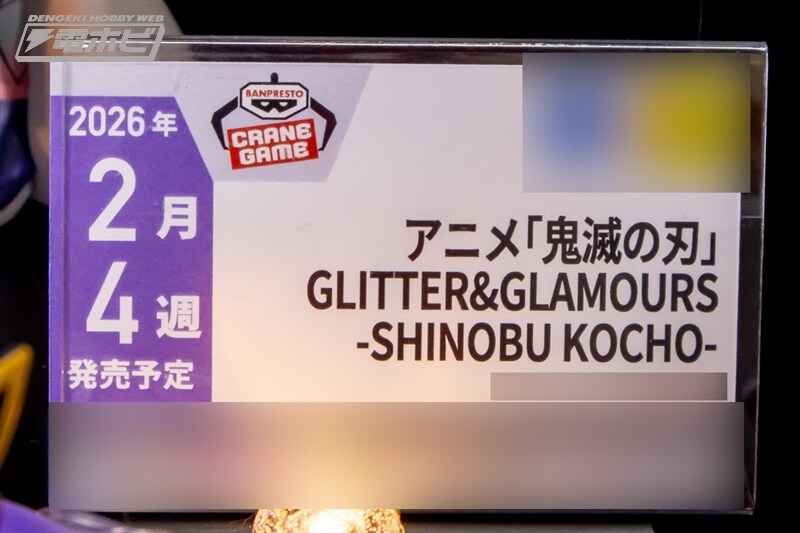 DENGEKI HOBBY WEB
電ホビ
2026年
2月
4週
発売予定
BANPRESTO
CRANE
GAME
アニメ「鬼滅の刃」
GLITTER&GLAMOURS
-SHINOBU KOCHO-